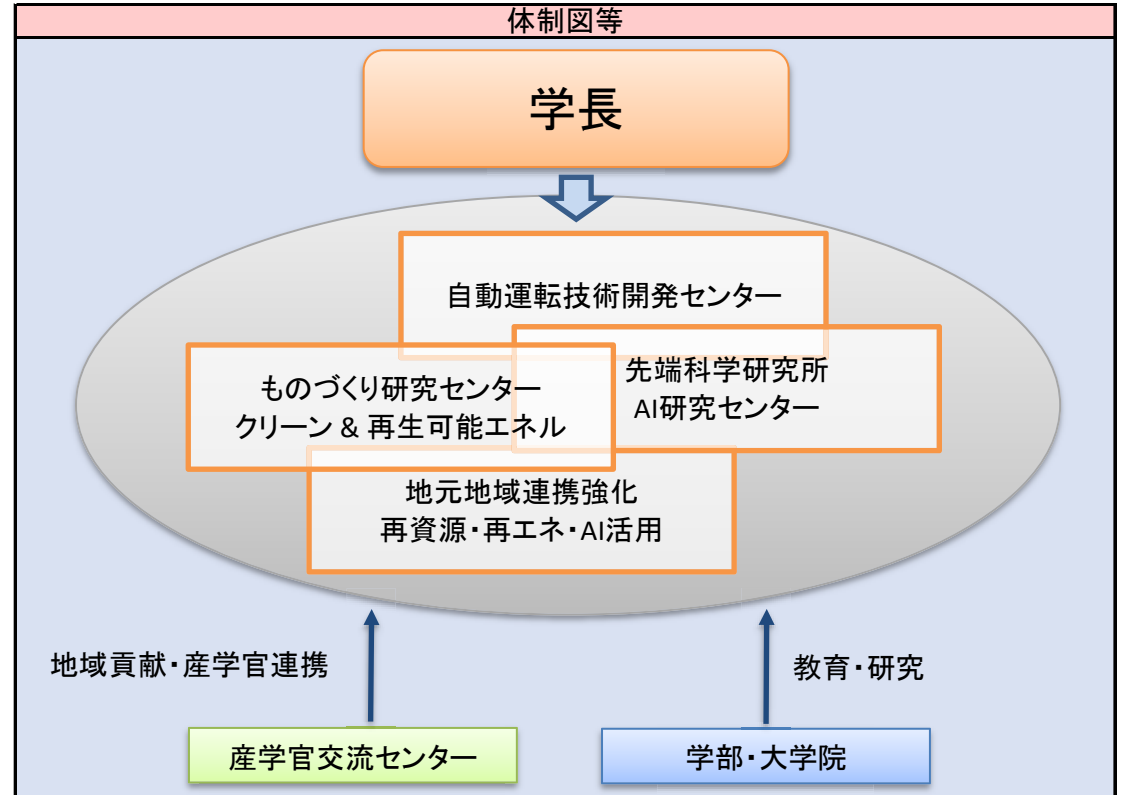 体制図等
学長
自動運転技術開発センター
先端科学研究所
AI研究センター
ものづくり研究センター
クリーン & 再生可能エネル
地元地域連携強化
再資源・再エネ・AI活用
地域貢献・産学官連携
教育・研究
産学官交流センター
学部・大学院